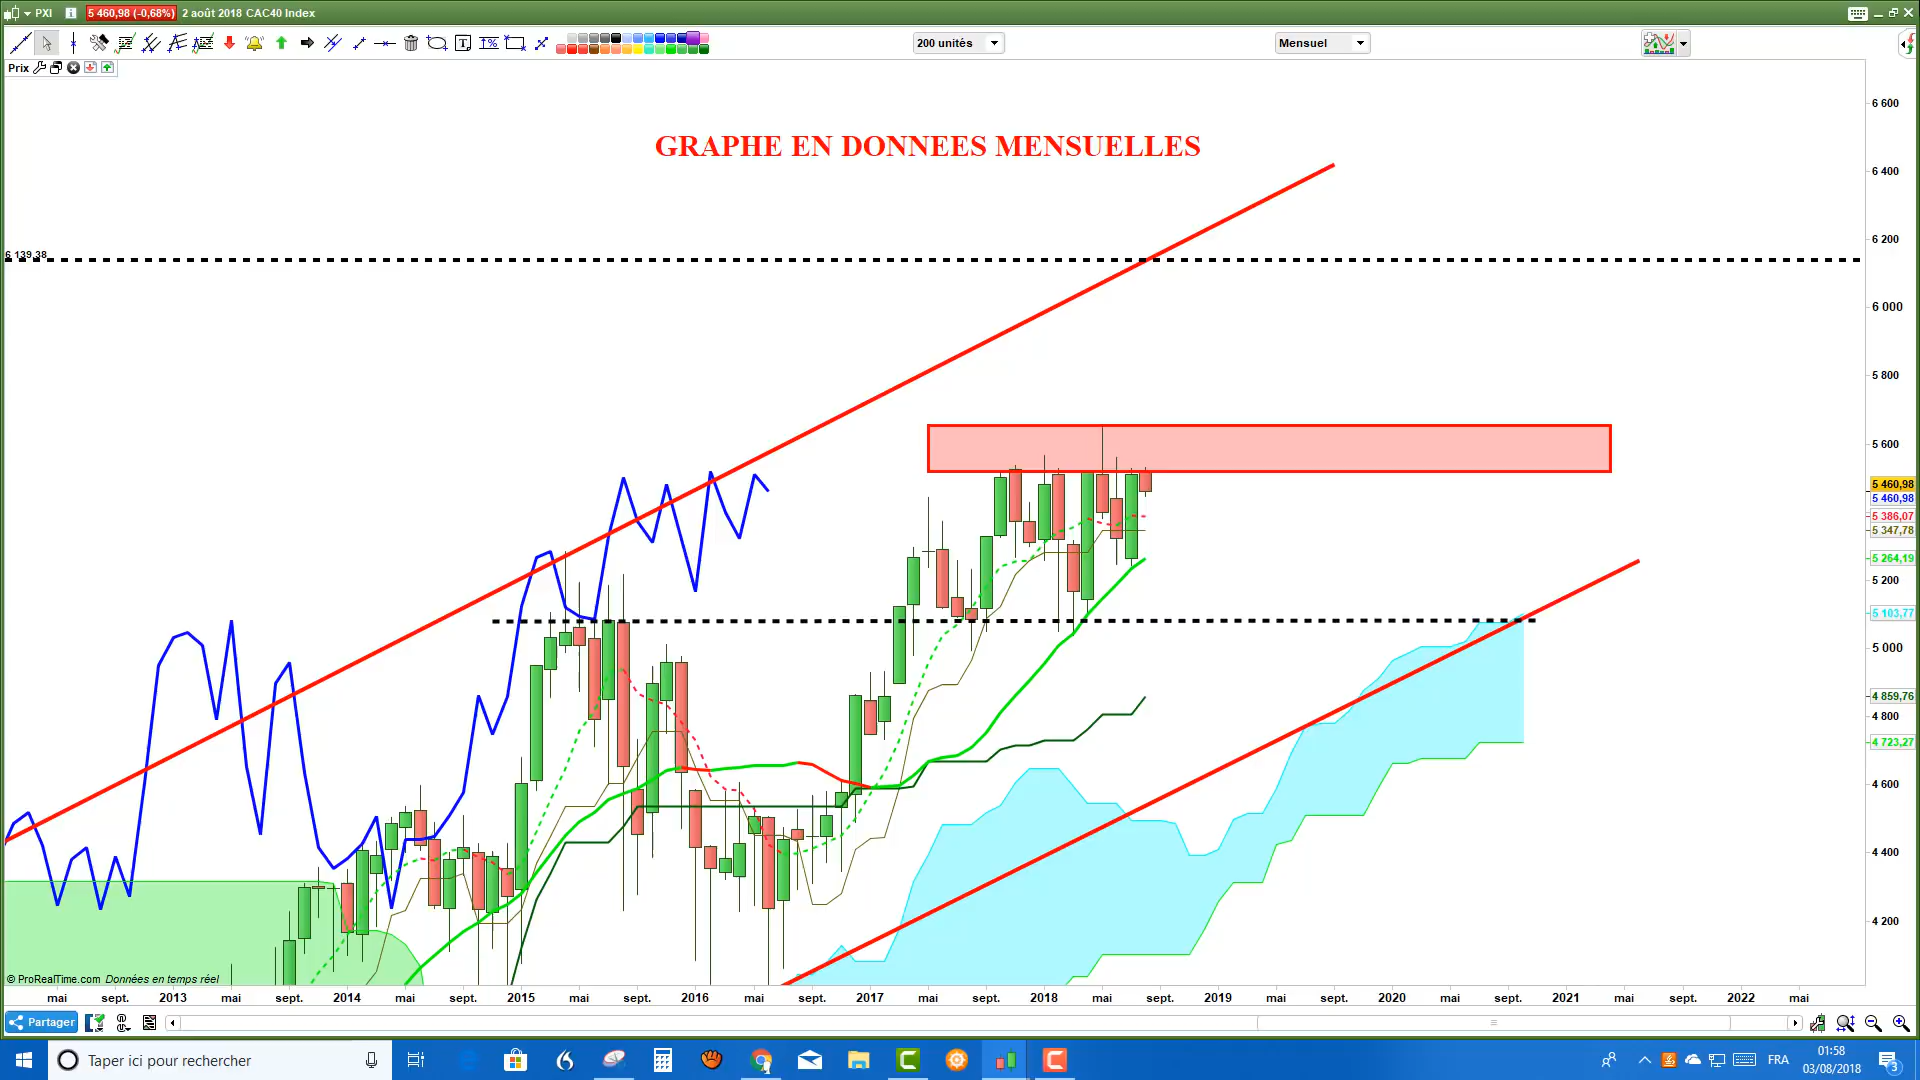 PXI 5 460,98 (-0,68%) 2 août 2018 CAC40 Index
200 unités
Mensuel
Prix
GRAPHE EN DONNEES MENSUELLES
6 139,38
6 600
6 400
6 200
6 000
5 800
5 600
5 460,98
5 460,98
5 386,07
5 347,78
5 264,19
5 200
5 103,77
5 000
4 859,76
4 800
4 723,27
4 600
4 400
4 200
© ProRealTime.com Données en temps réel
mai sept. 2013 mai sept. 2014 mai sept. 2015 mai sept. 2016 mai sept. 2017 mai sept. 2018 mai sept. 2019 mai sept. 2020 mai sept. 2021 mai sept. 2022 mai
Partager
Taper ici pour rechercher
FRA
01:58
03/08/2018
3